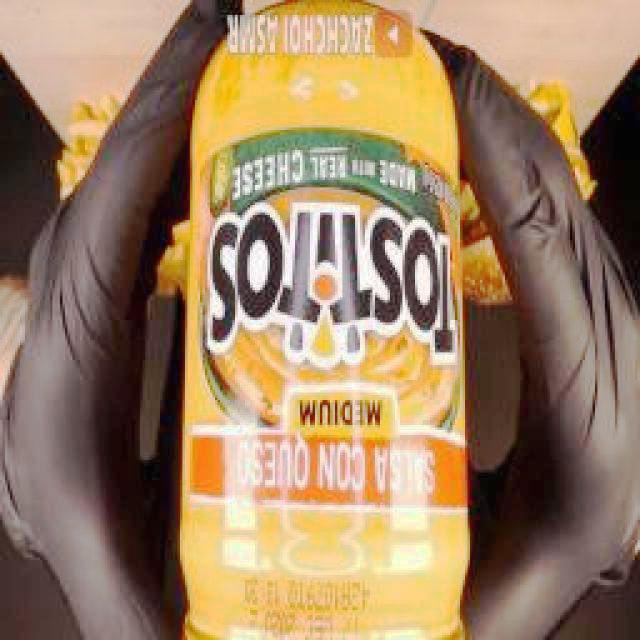 SALSA CON QUESO
MEDIUM
TOSTITOS
MADE WITH REAL CHEESE
ZACHCHOI ASMR